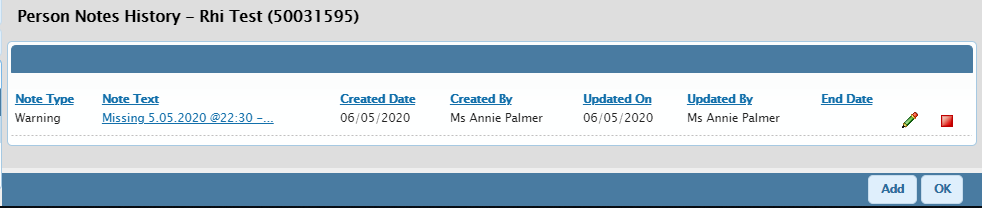 Person Notes History - Rhi Test (50031595)
Note Type Note Text Created Date Created By Updated On Updated By End Date
Warning Missing 5.05.2020 @22:30 -... 06/05/2020 Ms Annie Palmer 06/05/2020 Ms Annie Palmer
Add OK